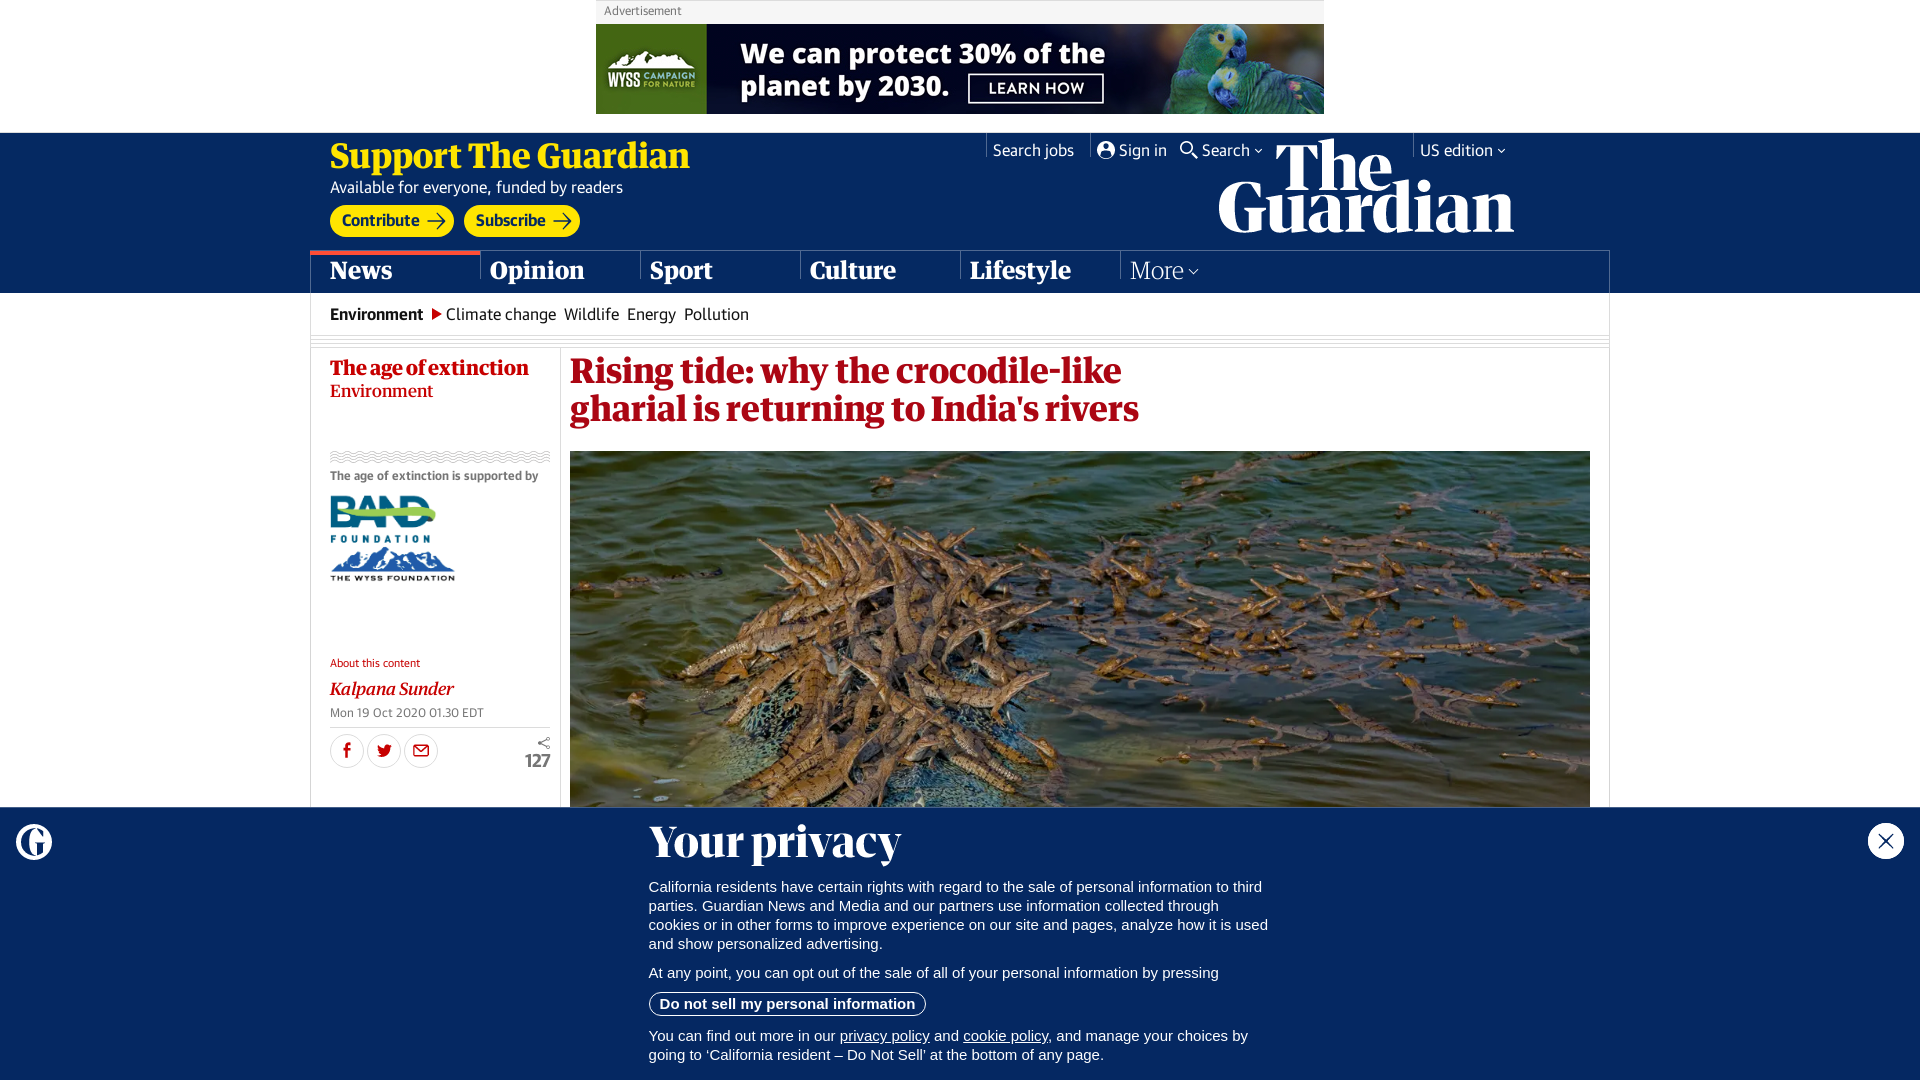 Advertisement
WYSS CAMPAIGN FOR NATURE
We can protect 30% of the
planet by 2030. LEARN HOW
Support The Guardian
Available for everyone, funded by readers
Contribute
Subscribe
Search jobs
Sign in
Search
US edition
The
Guardian
News
Opinion
Sport
Culture
Lifestyle
More
Environment
Climate change
Wildlife
Energy
Pollution
The age of extinction
Environment
Rising tide: why the crocodile-like
gharial is returning to India's rivers
The age of extinction is supported by
BAND
FOUNDATION
THE WYSS FOUNDATION
About this content
Kalpana Sunder
Mon 19 Oct 2020 01.30 EDT
127
Your privacy
California residents have certain rights with regard to the sale of personal information to third
parties. Guardian News and Media and our partners use information collected through
cookies or in other forms to improve experience on our site and pages, analyze how it is used
and show personalized advertising.
At any point, you can opt out of the sale of all of your personal information by pressing
Do not sell my personal information
You can find out more in our privacy policy and cookie policy, and manage your choices by
going to ‘California resident – Do Not Sell’ at the bottom of any page.